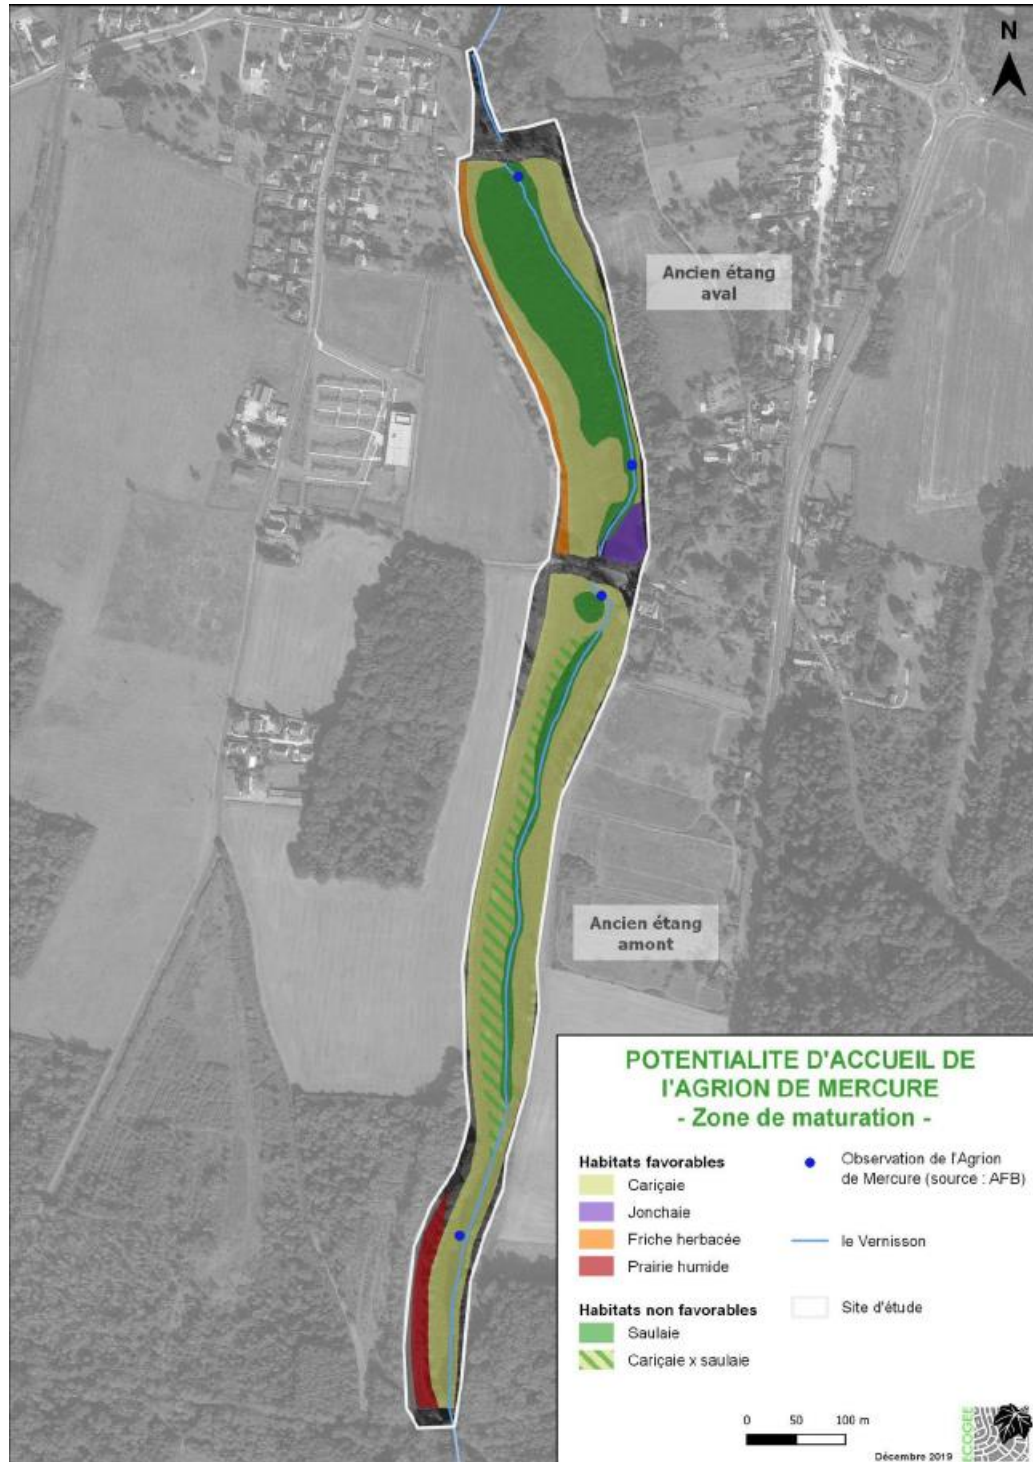 N
Ancien étang
aval
Ancien étang
amont
POTENTIALITE D'ACCUEIL DE
l'AGRION DE MERCURE
- Zone de maturation -
Habitats favorables
Cariçaie
Jonchaie
Friche herbacée
Prairie humide
Habitats non favorables
Saulaie
Cariçaie x saulaie
Observation de l'Agrion
de Mercure (source : AFB)
le Vernisson
Site d'étude
0 50 100 m
Décembre 2019
ECOGEE